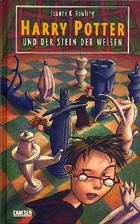 Joanne K. Rowling
HARRY POTTER
UND DER STEIN DER WEISEN
CARLSEN